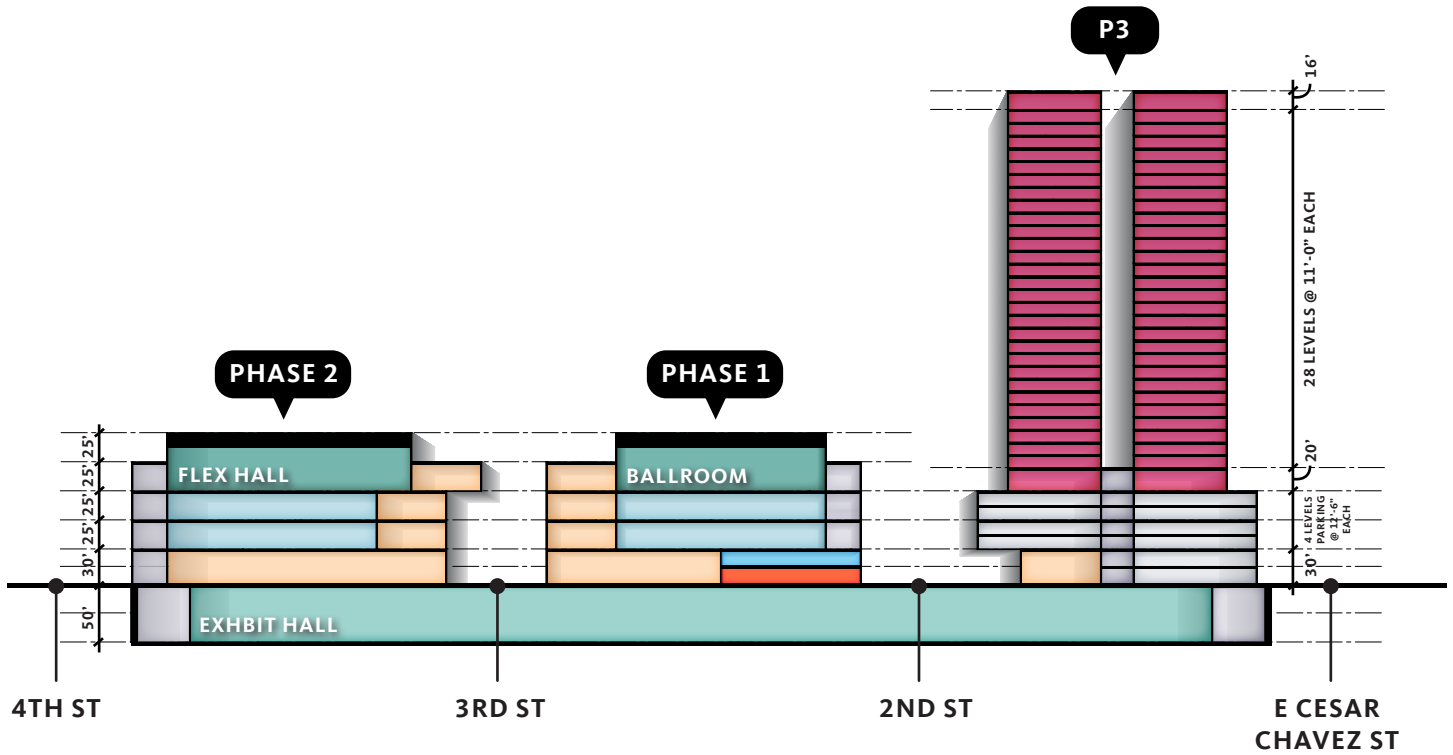 P3
16'
28 LEVELS @ 11'-0" EACH
20'
4 LEVELS
PARKING
@ 12'-6"
EACH
30'
PHASE 2
PHASE 1
25'
25'
25'
25'
30'
50'
FLEX HALL
BALLROOM
EXHBIT HALL
4TH ST
3RD ST
2ND ST
E CESAR
CHAVEZ ST